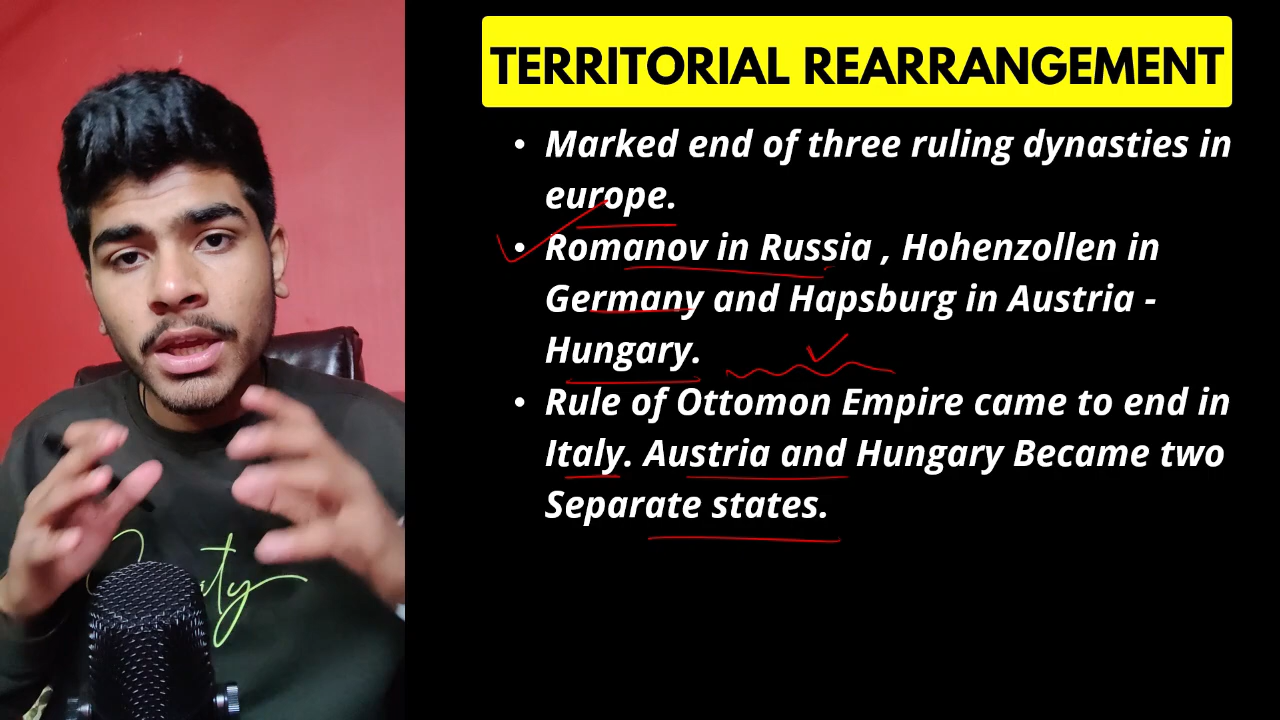 TERRITORIAL REARRANGEMENT
• Marked end of three ruling dynasties in
europe.
• Romanov in Russia , Hohenzollen in
Germany and Hapsburg in Austria -
Hungary.
• Rule of Ottomon Empire came to end in
Italy. Austria and Hungary Became two
Separate states.